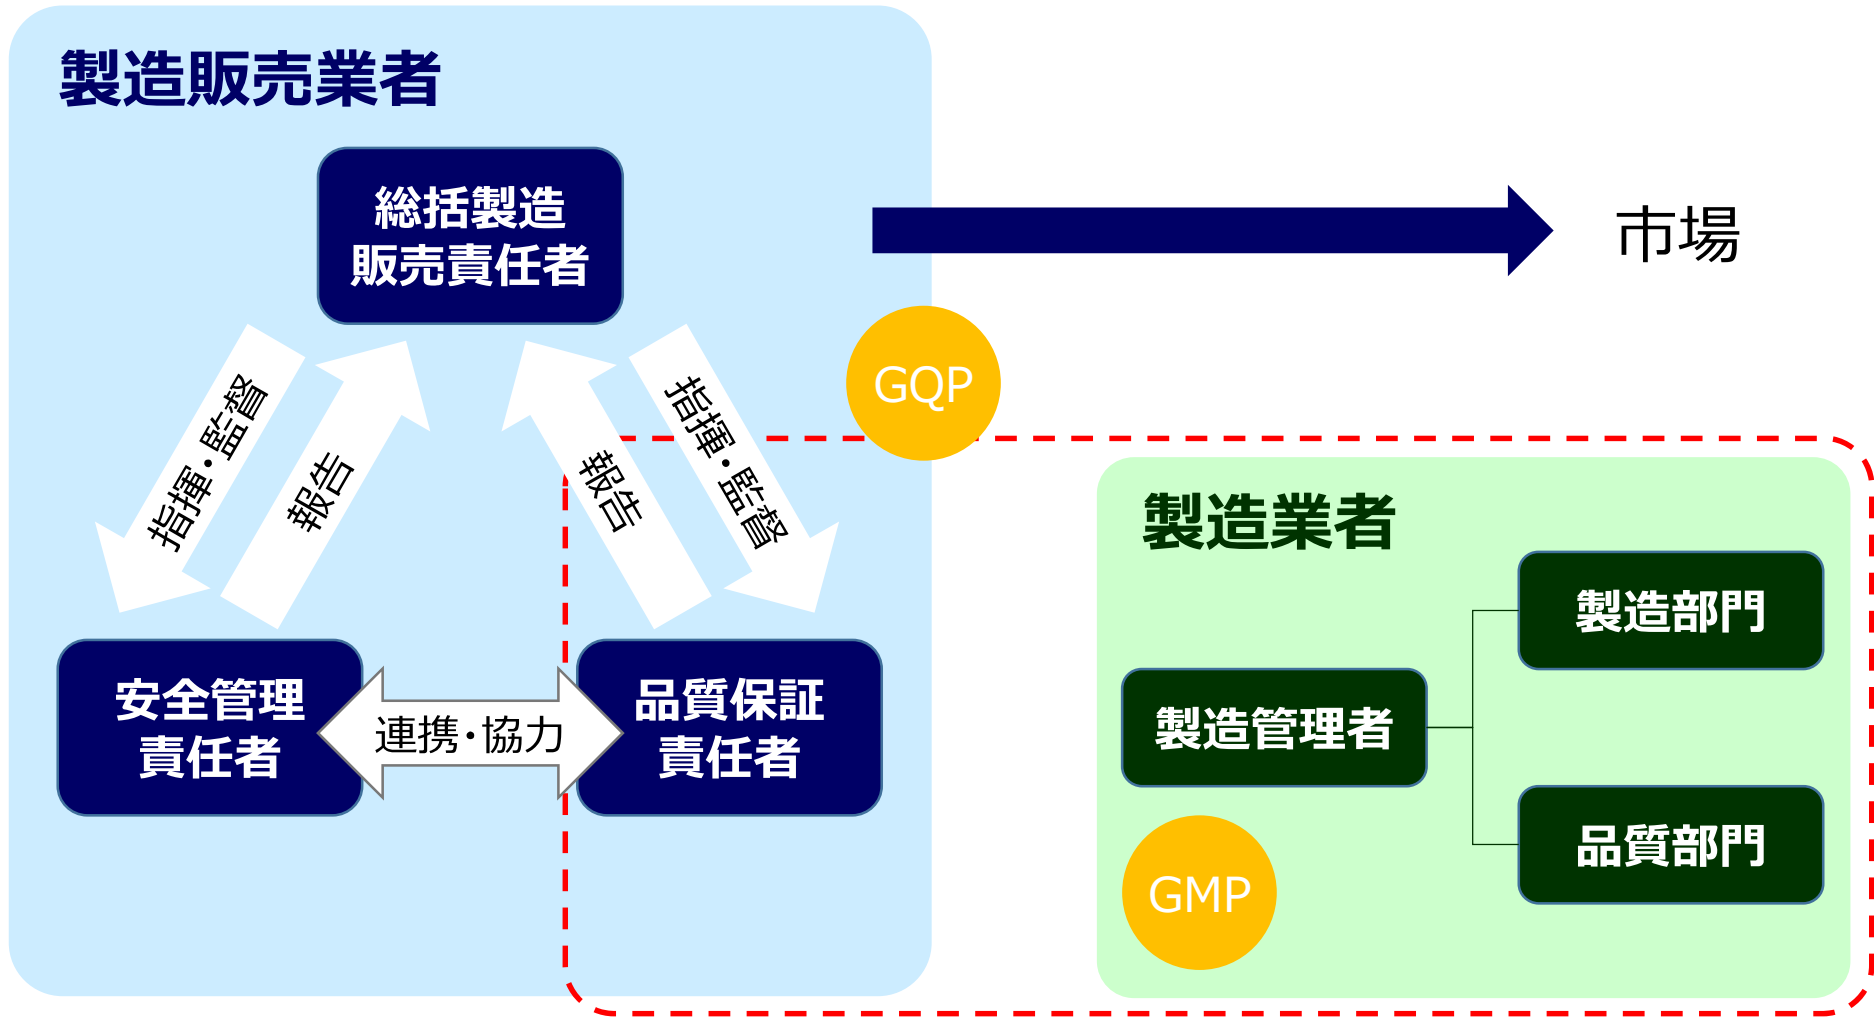 製造販売業者
総括製造
販売責任者
市場
GQP
指揮・監督
報告
報告
指揮・監督
安全管理
責任者
連携・協力
品質保証
責任者
製造業者
製造部門
製造管理者
品質部門
GMP